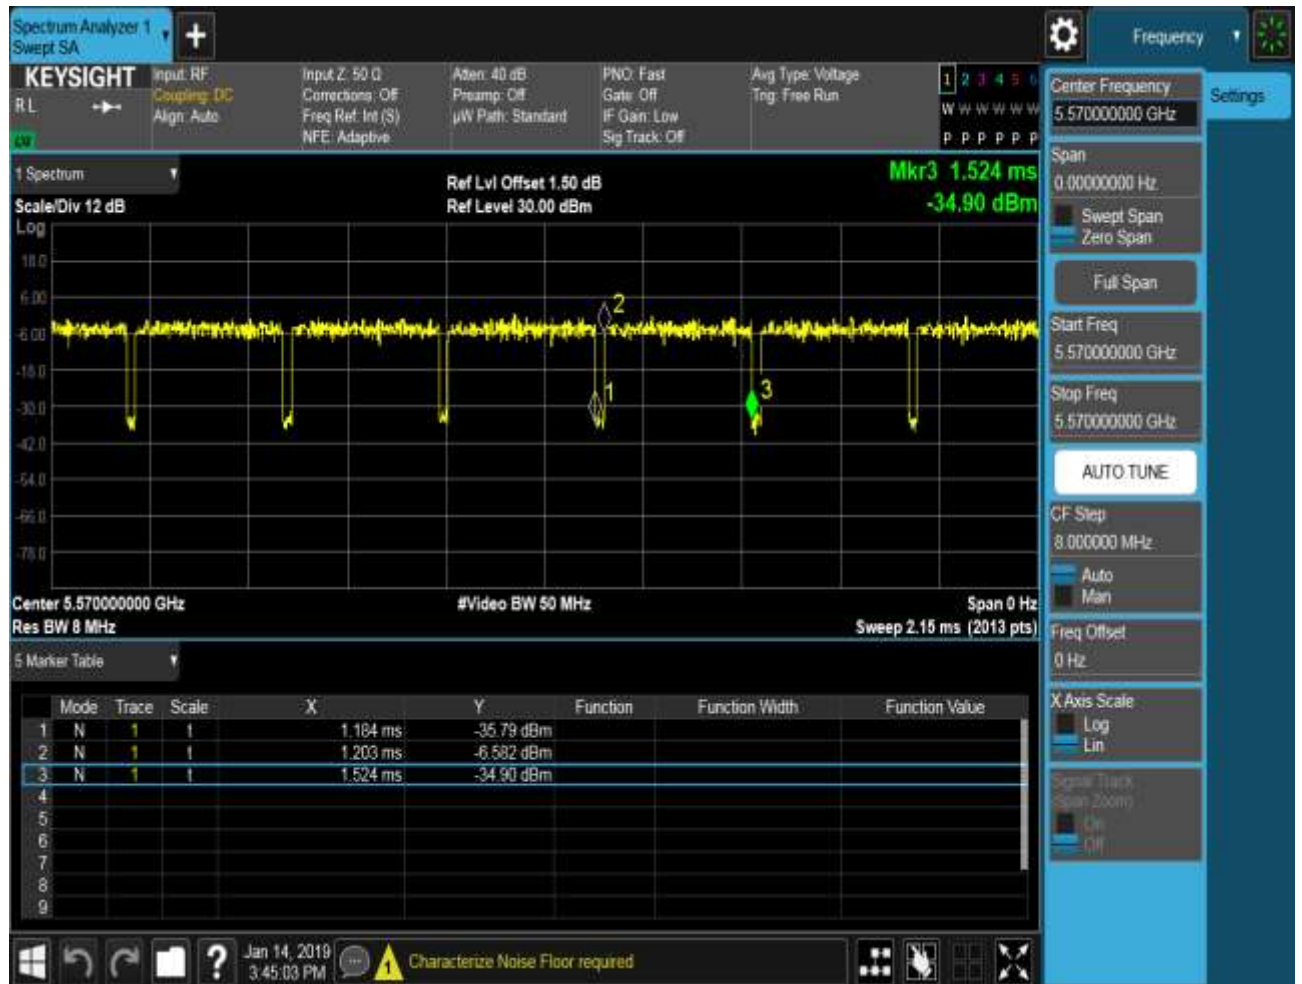 Spectrum Analyzer 1
Swept SA
+
Frequency
KEYSIGHT
RL
Input: RF
Coupling: DC
Align: Auto
Input Z: 50 Ω
Corrections: Off
Freq Ref: Int (S)
NFE: Adaptive
Atten: 40 dB
Preamp: Off
µW Path: Standard
PNO: Fast
Gate: Off
IF Gain: Low
Sig Track: Off
Avg Type: Voltage
Trig: Free Run
1 2 3 4 5 6
W W W W W W
P P P P P P
1 Spectrum
Scale/Div 12 dB
Ref Lvl Offset 1.50 dB
Ref Level 30.00 dBm
Mkr3 1.524 ms
-34.90 dBm
Log
18.0
6.00
-6.00
-18.0
-30.0
-42.0
-54.0
-66.0
-78.0
2
1
3
Center 5.570000000 GHz
Res BW 8 MHz
#Video BW 50 MHz
Span 0 Hz
Sweep 2.15 ms (2013 pts)
5 Marker Table
Mode Trace Scale X Y Function Function Width Function Value
1 N 1 t 1.184 ms -35.79 dBm
2 N 1 t 1.203 ms -6.582 dBm
3 N 1 t 1.524 ms -34.90 dBm
4
5
6
7
8
9
Jan 14, 2019
3:45:03 PM
?
1
Characterize Noise Floor required
Settings
Center Frequency
5.570000000 GHz
Span
0.00000000 Hz
Swept Span
Zero Span
Full Span
Start Freq
5.570000000 GHz
Stop Freq
5.570000000 GHz
AUTO TUNE
CF Step
8.000000 MHz
Auto
Man
Freq Offset
0 Hz
X Axis Scale
Log
Lin
Signal Track
(Span Zoom)
On
Off